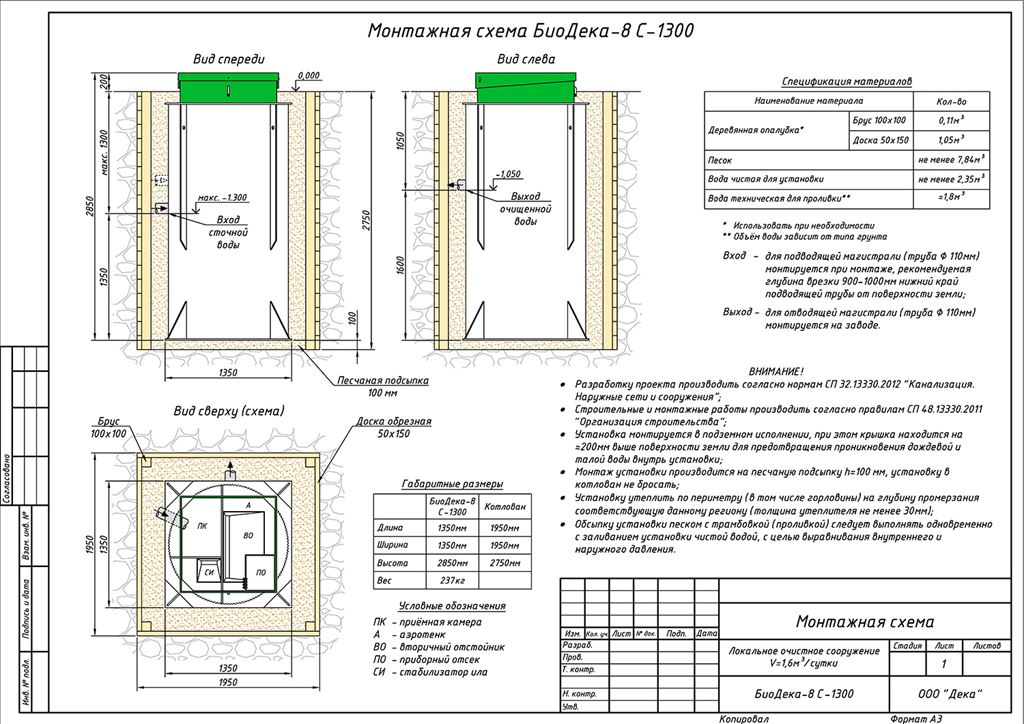 Монтажная схема БиоДека-8 С-1300
Вид спереди
Вид слева
0,000
200
макс. 1300
2850
1350
макс. -1.300
Вход
сточной
воды
2750
100
1350
Песчаная подсыпка
100 мм
1050
1600
-1,050
Выход
очищенной
воды
Спецификация материалов
Наименование материала Кол-во
Деревянная опалубка* Брус 100х100 0,11м³
Доска 50х150 1,05м³
Песок не менее 7,84м³
Вода чистая для установки не менее 2,35м³
Вода техническая для проливки** ≈1,8м³
* Использовать при необходимости
** Объём воды зависит от типа грунта
Вход - для подводящей магистрали (труба Ф 110мм)
монтируется при монтаже, рекомендуемая
глубина врезки 900-1000мм нижний край
подводящей трубы от поверхности земли;
Выход - для отводящей магистрали (труба Ф 110мм)
монтируется на заводе.
ВНИМАНИЕ!
• Разработку проекта производить согласно нормам СП 32.13330.2012 "Канализация.
Наружные сети и сооружения";
• Строительные и монтажные работы производить согласно правилам СП 48.13330.2011
"Организация строительства";
• Установка монтируется в подземном исполнении, при этом крышка находится на
≈200мм выше поверхности земли для предотвращения проникновения дождевой и
талой воды внутрь установки;
• Монтаж установки производится на песчаную подсыпку h=100 мм, установку в
котлован не бросать;
• Установку утеплить по периметру (в том числе горловины) на глубину промерзания
соответствующую данному региону (толщина утеплителя не менее 30мм);
• Обсыпку установки песком с трамбовкой (проливкой) следует выполнять одновременно
с заливанием установки чистой водой, с целью выравнивания внутреннего и
наружного давления.
Вид сверху (схема)
Брус
100х100
Доска обрезная
50х150
1950
1350
ПК
А
ВО
СИ
ПО
1350
1950
Габаритные размеры
БиоДека-8
С-1300
Котлован
Длина 1350мм 1950мм
Ширина 1350мм 1950мм
Высота 2850мм 2750мм
Вес 237кг
Условные обозначения
ПК - приёмная камера
А - аэротенк
ВО - вторичный отстойник
ПО - приборный отсек
СИ - стабилизатор ила
Согласовано
Взам. инв. №
Подпись и дата
Инв. № подл.
Изм. Кол. уч. Лист № док. Подп. Дата
Разраб.
Пров.
Т. контр.
Н. контр.
Утв.
Монтажная схема
Локальное очистное сооружение
V=1,6м³/сутки
Стадия Лист Листов
1
БиоДека-8 С-1300
ООО "Дека"
Копировал Формат А3